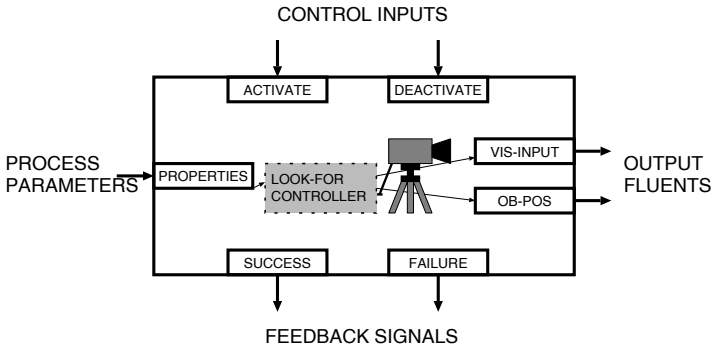 CONTROL INPUTS
ACTIVATE
DEACTIVATE
PROCESS
PARAMETERS
PROPERTIES
LOOK-FOR
CONTROLLER
VIS-INPUT
OB-POS
OUTPUT
FLUENTS
SUCCESS
FAILURE
FEEDBACK SIGNALS